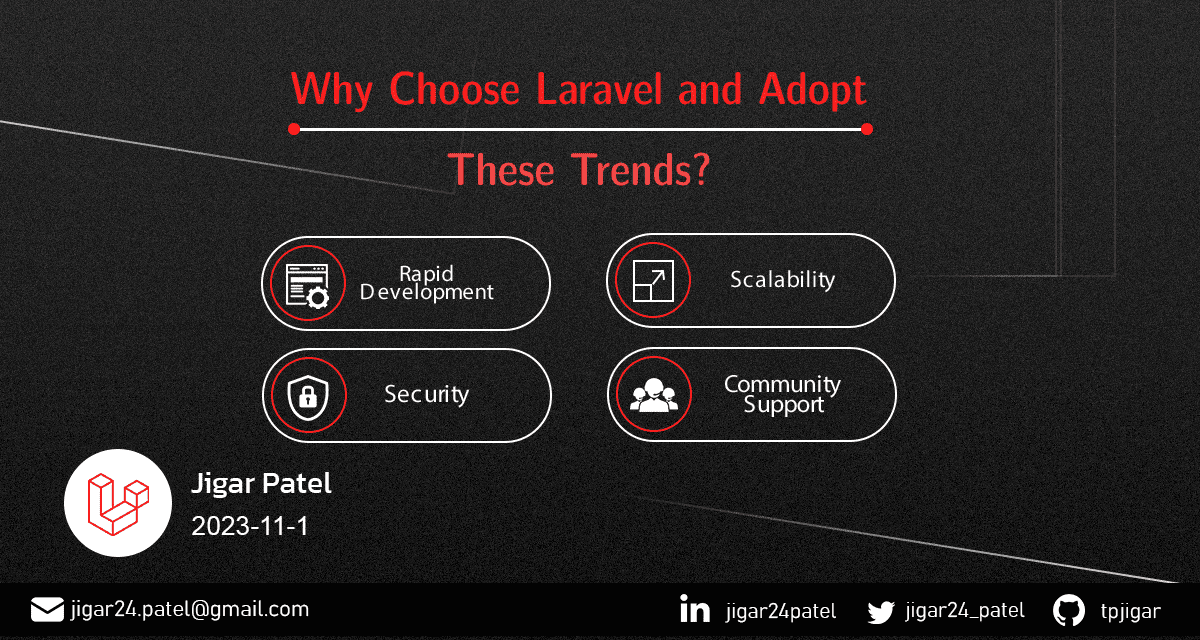 Why Choose Laravel and Adopt
These Trends?
Rapid
Development
Scalability
Security
Community
Support
Jigar Patel
2023-11-1
jigar24.patel@gmail.com
in jigar24patel
jigar24_patel
tpjigar